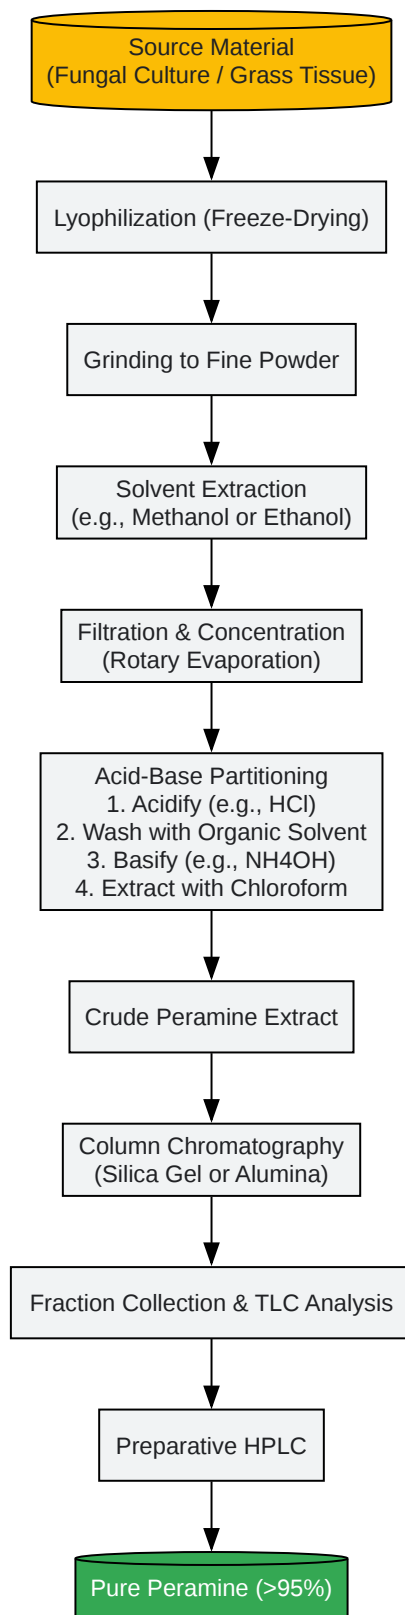 Source Material
(Fungal Culture / Grass Tissue)
Lyophilization (Freeze-Drying)
Grinding to Fine Powder
Solvent Extraction
(e.g., Methanol or Ethanol)
Filtration & Concentration
(Rotary Evaporation)
Acid-Base Partitioning
1. Acidify (e.g., HCl)
2. Wash with Organic Solvent
3. Basify (e.g., NH4OH)
4. Extract with Chloroform
Crude Peramine Extract
Column Chromatography
(Silica Gel or Alumina)
Fraction Collection & TLC Analysis
Preparative HPLC
Pure Peramine (>95%)